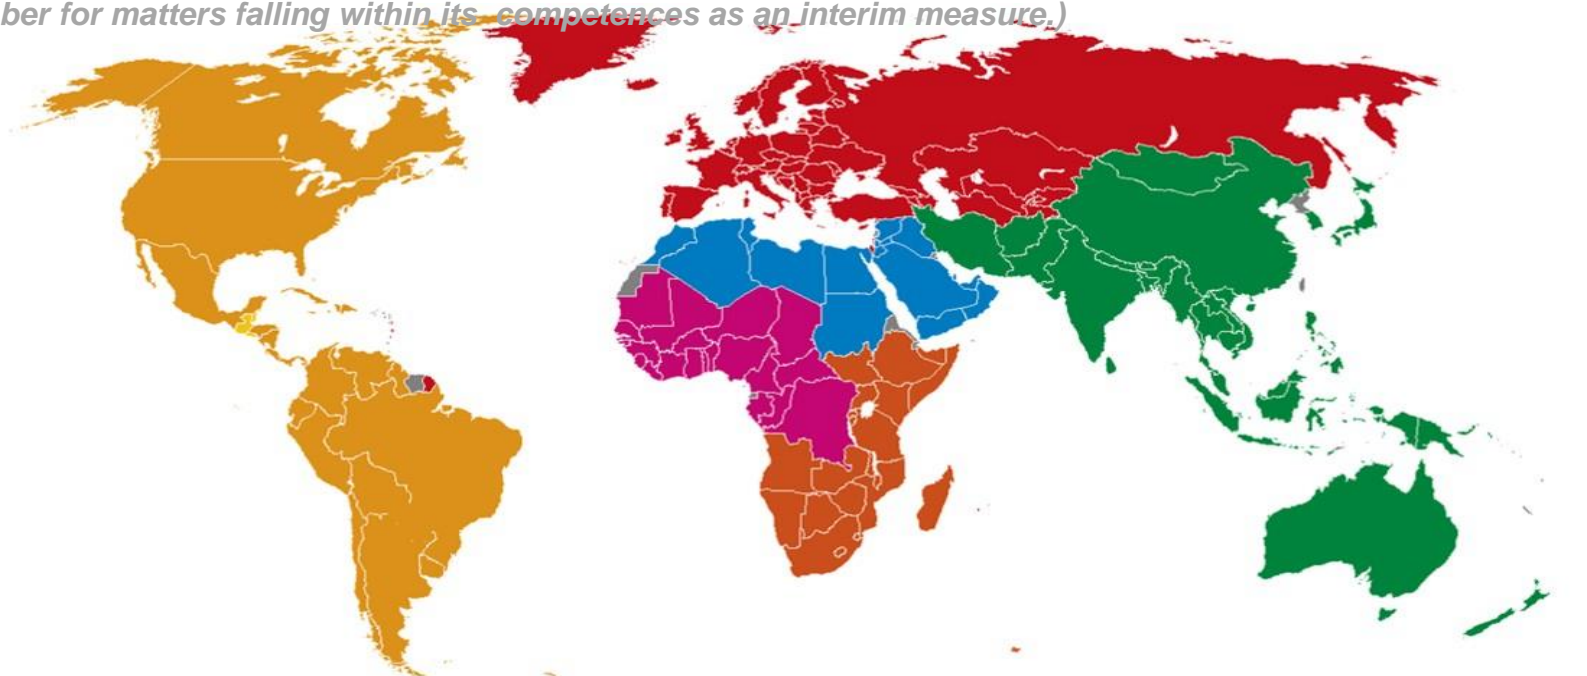 ber for matters falling within its competences as an interim measure.)